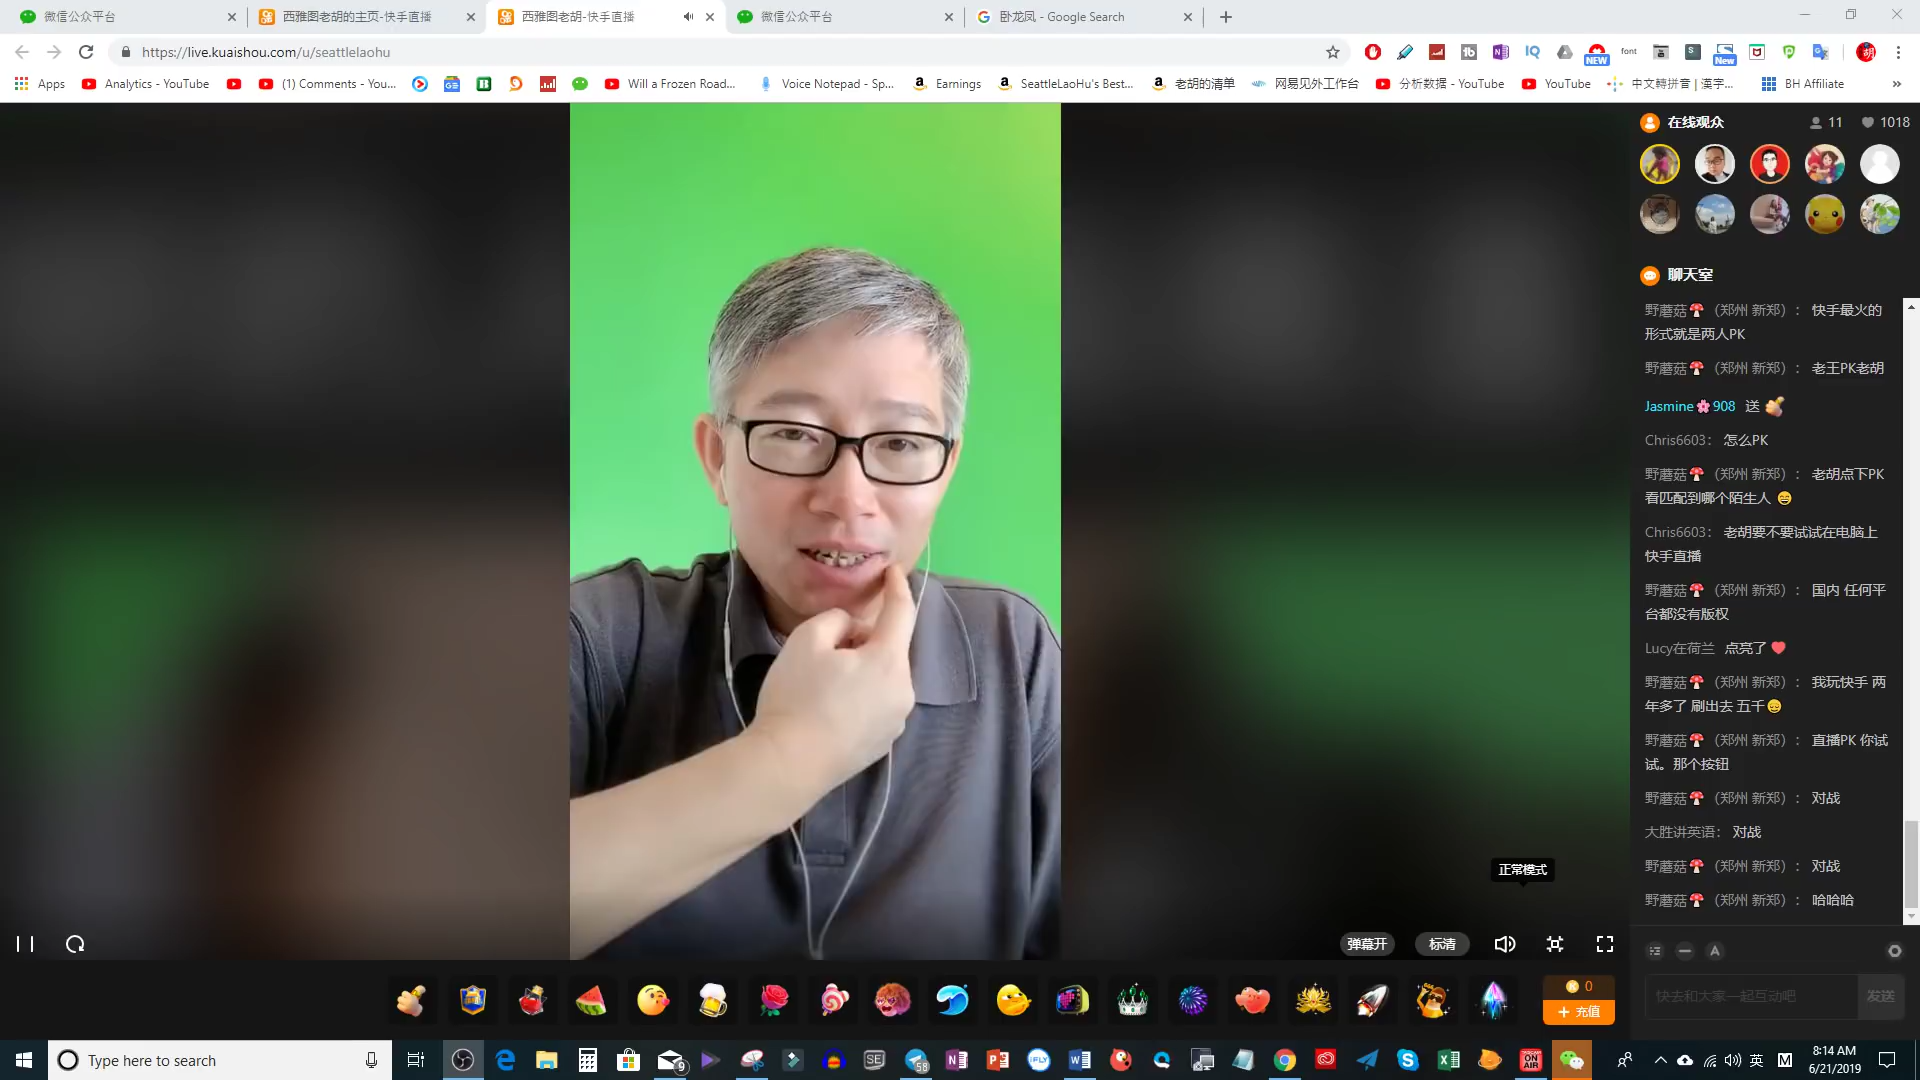 微信公众平台
西雅图老胡的主页-快手直播
西雅图老胡-快手直播
微信公众平台
卧龙凤 - Google Search
https://live.kuaishou.com/u/seattlelaohu
font
NEW
New
Apps
Analytics - YouTube
(1) Comments - You...
Will a Frozen Road...
Voice Notepad - Sp...
Earnings
SeattleLaoHu's Best...
老胡的清单
网易见外工作台
分析数据 - YouTube
YouTube
中文轉拼音 | 漢字...
BH Affiliate
在线观众
11
1018
聊天室
野蘑菇🍄（郑州 新郑）： 快手最火的
形式就是两人PK
野蘑菇🍄（郑州 新郑）： 老王PK老胡
Jasmine🌸908 送
Chris6603： 怎么PK
野蘑菇🍄（郑州 新郑）： 老胡点下PK
看匹配到哪个陌生人 😄
Chris6603： 老胡要不要试试在电脑上
快手直播
野蘑菇🍄（郑州 新郑）： 国内 任何平
台都没有版权
Lucy在荷兰 点亮了
野蘑菇🍄（郑州 新郑）： 我玩快手 两
年多了 刷出去 五千😄
野蘑菇🍄（郑州 新郑）： 直播PK 你试
试。那个按钮
野蘑菇🍄（郑州 新郑）： 对战
大胜讲英语： 对战
野蘑菇🍄（郑州 新郑）： 对战
野蘑菇🍄（郑州 新郑）： 哈哈哈
正常模式
弹幕开
标清
0
+ 充值
快去和大家一起互动吧
发送
Type here to search
9
58
英
M
8:14 AM
6/21/2019